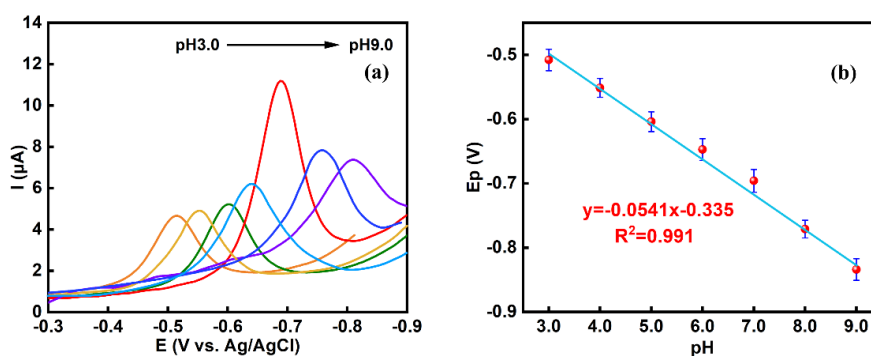 14
12
10
8
6
4
2
0
I (µA)
pH3.0 pH9.0
(a)
-0.3 -0.4 -0.5 -0.6 -0.7 -0.8 -0.9
E (V vs. Ag/AgCl)
-0.5
-0.6
-0.7
-0.8
-0.9
Ep (V)
(b)
y=-0.0541x-0.335
R²=0.991
3.0 4.0 5.0 6.0 7.0 8.0 9.0
pH